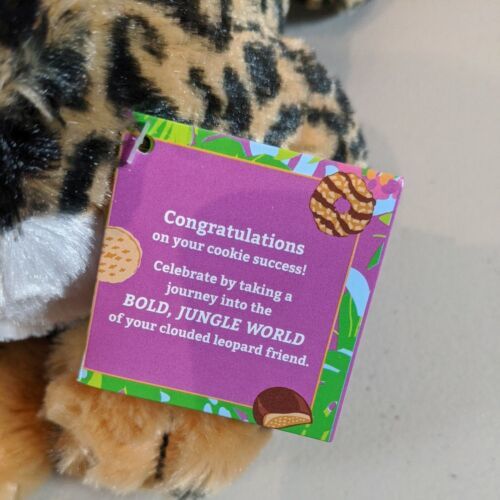 Congratulations
on your cookie success!
Celebrate by taking a
journey into the
BOLD, JUNGLE WORLD
of your clouded leopard friend.